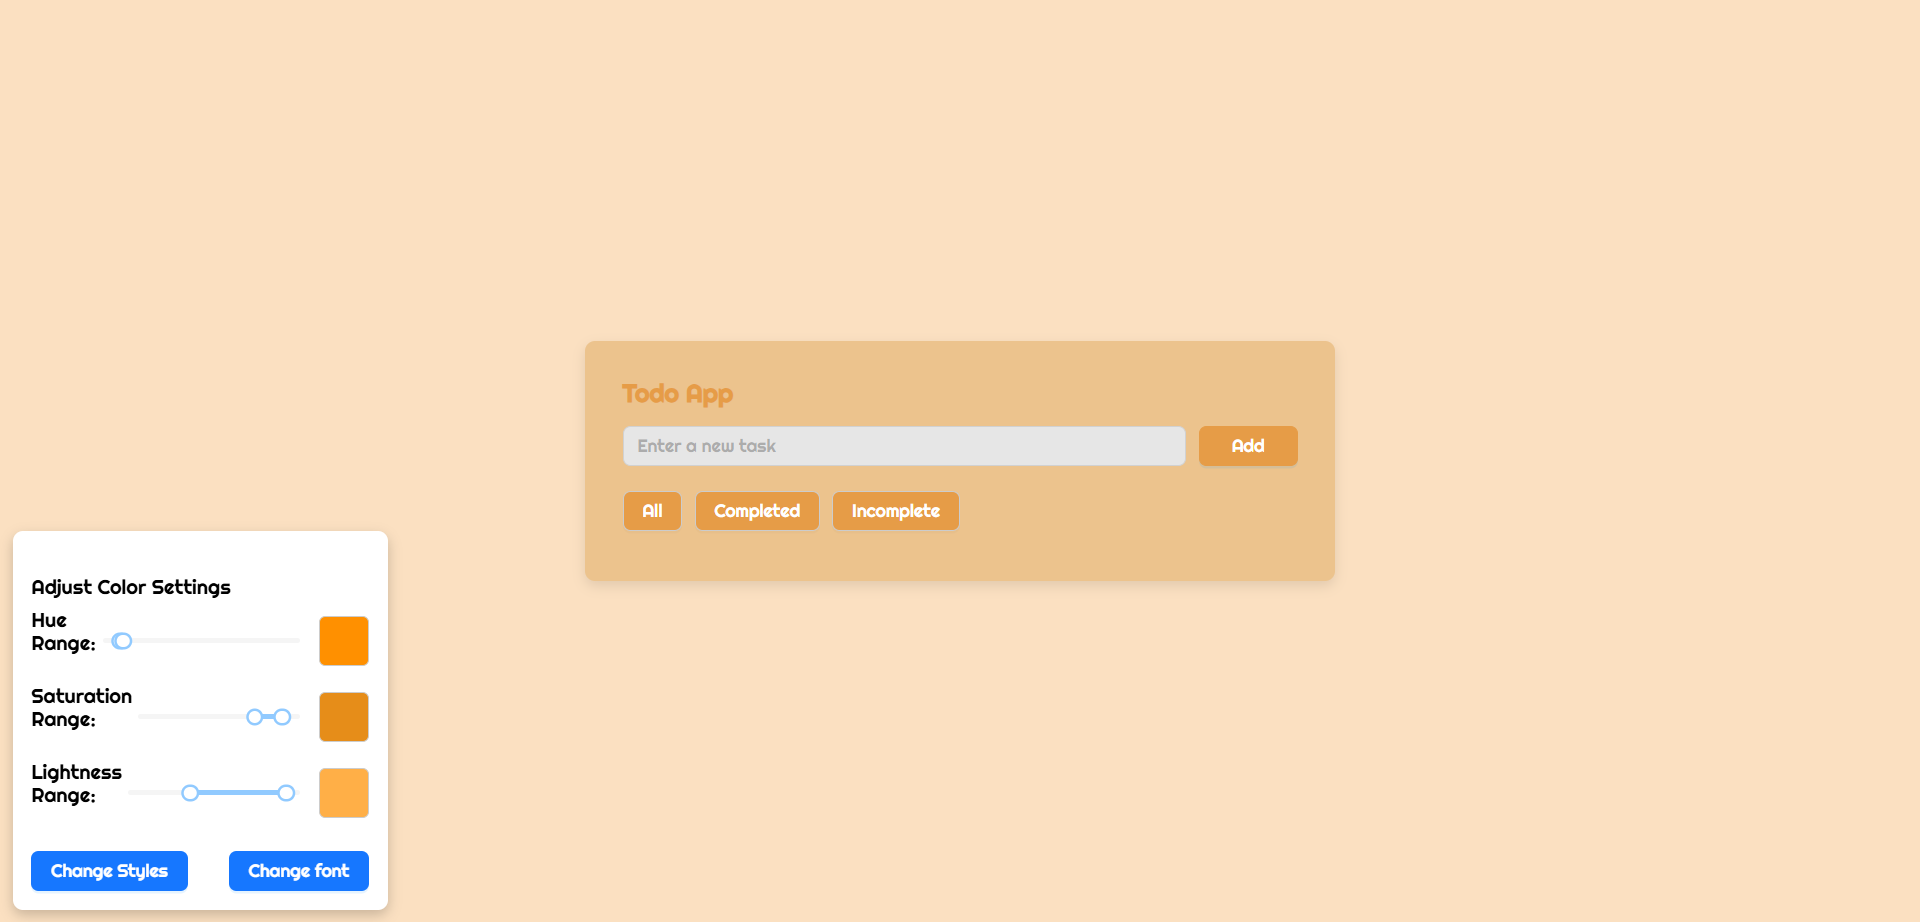 Todo App
Enter a new task
Add
All
Completed
Incomplete
Adjust Color Settings
Hue
Range:
Saturation
Range:
Lightness
Range:
Change Styles
Change font